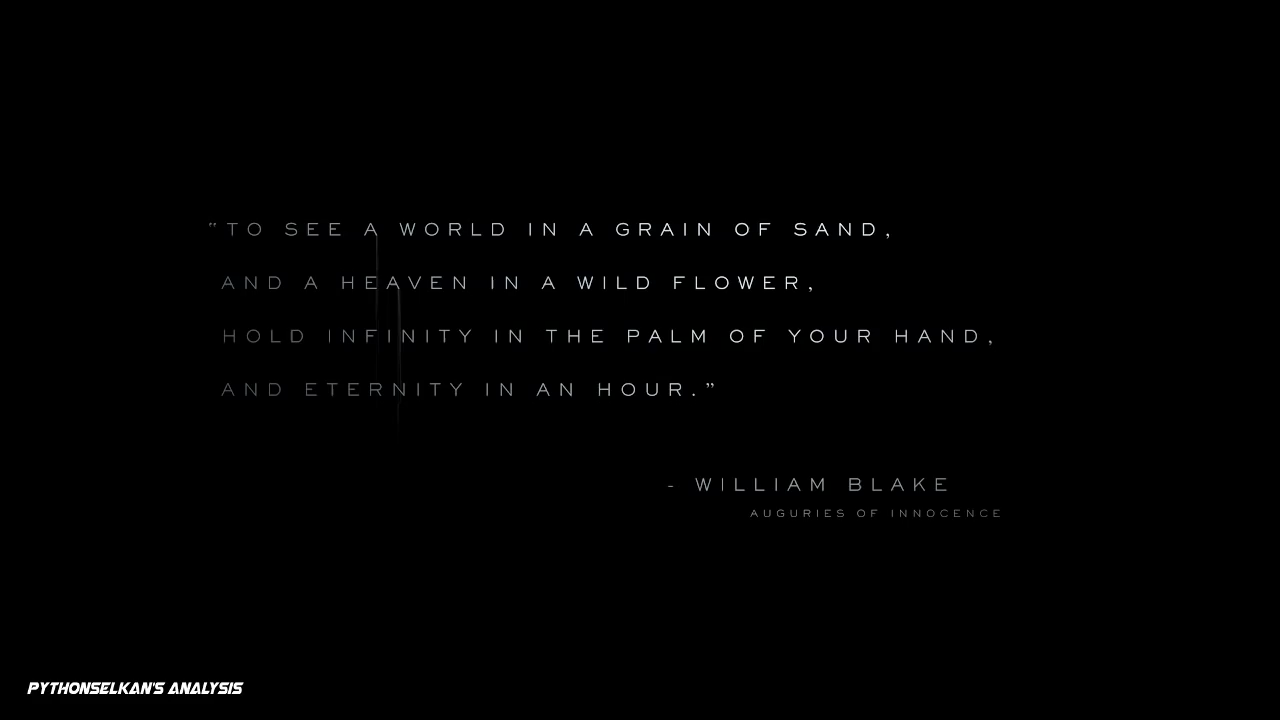 “TO SEE A WORLD IN A GRAIN OF SAND,
AND A HEAVEN IN A WILD FLOWER,
HOLD INFINITY IN THE PALM OF YOUR HAND,
AND ETERNITY IN AN HOUR.”
- WILLIAM BLAKE
AUGURIES OF INNOCENCE
PYTHONSELKAN'S ANALYSIS